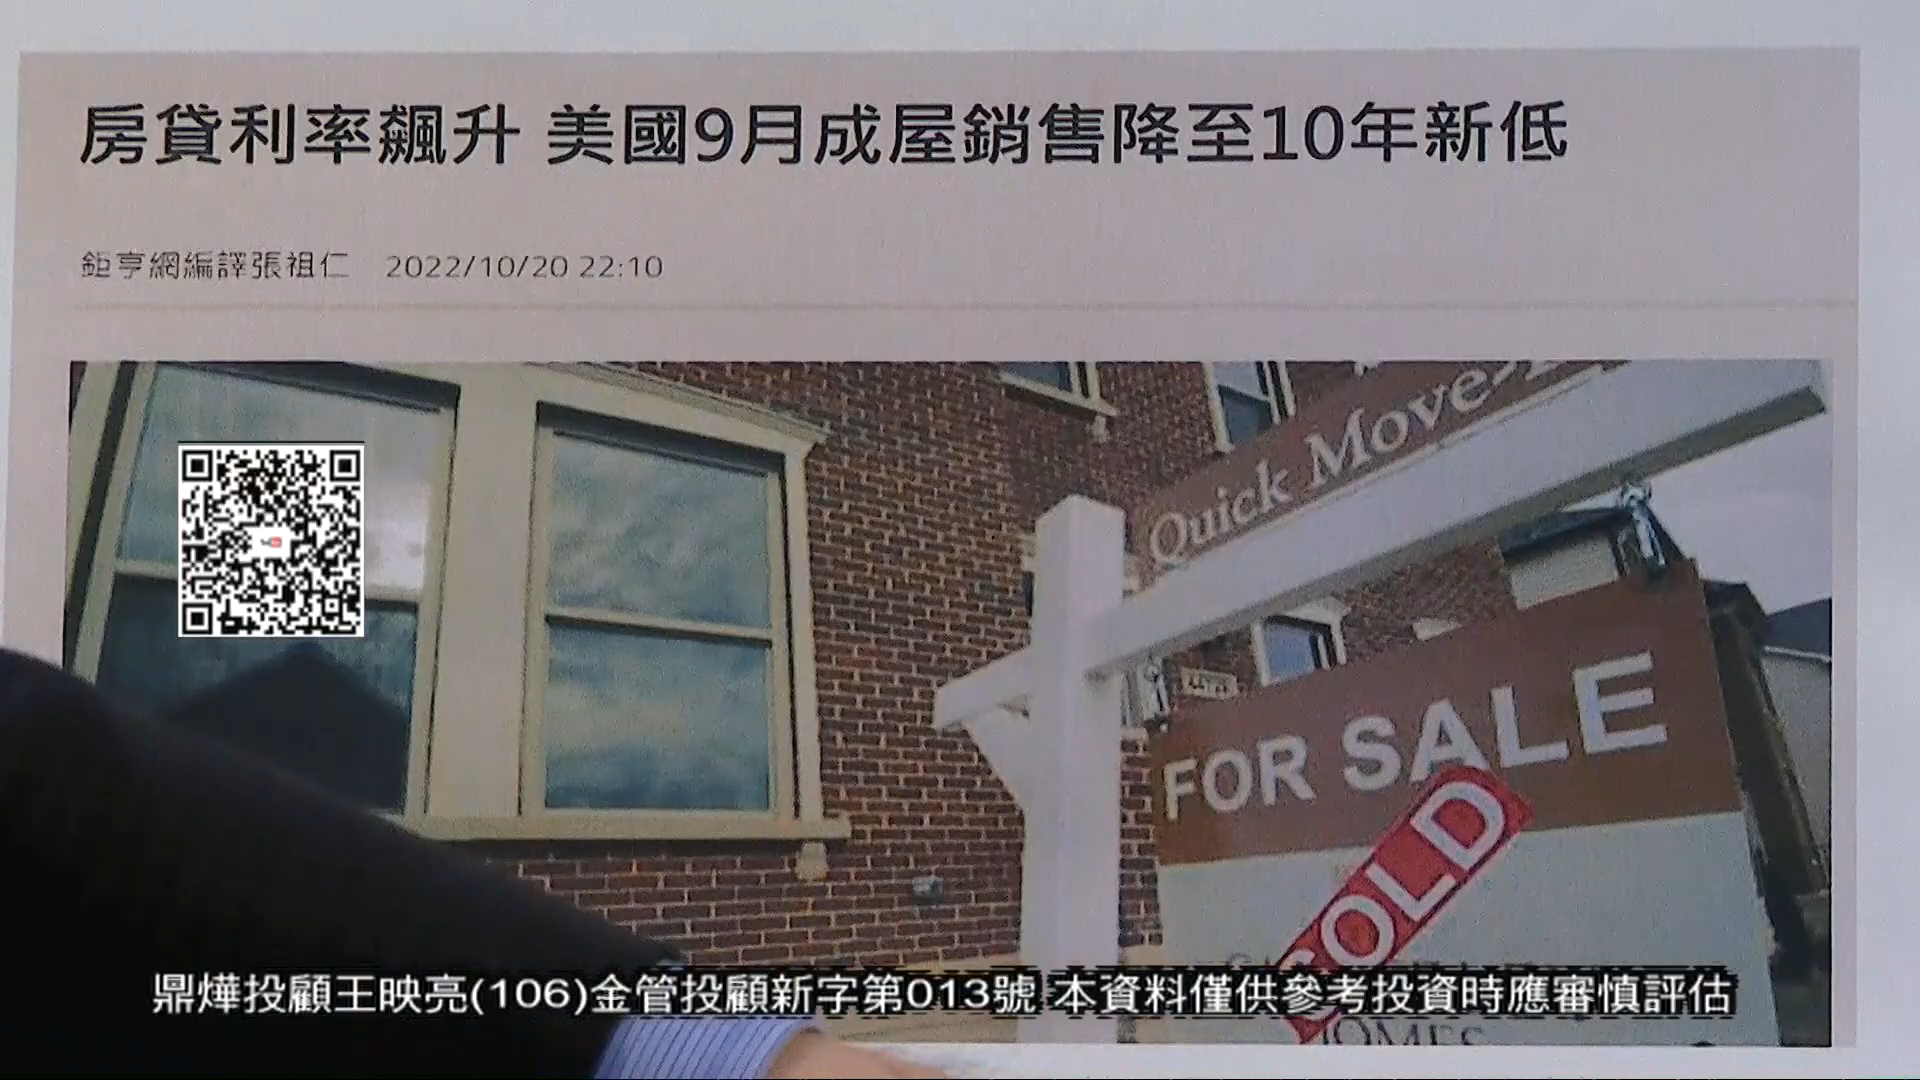 房貸利率飆升 美國9月成屋銷售降至10年新低
鉅亨網編譯張祖仁 2022/10/20 22:10
Quick Move-
FOR SALE
SOLD
HOMES
鼎燁投顧王映亮(106)金管投顧新字第013號 本資料僅供參考投資時應審慎評估